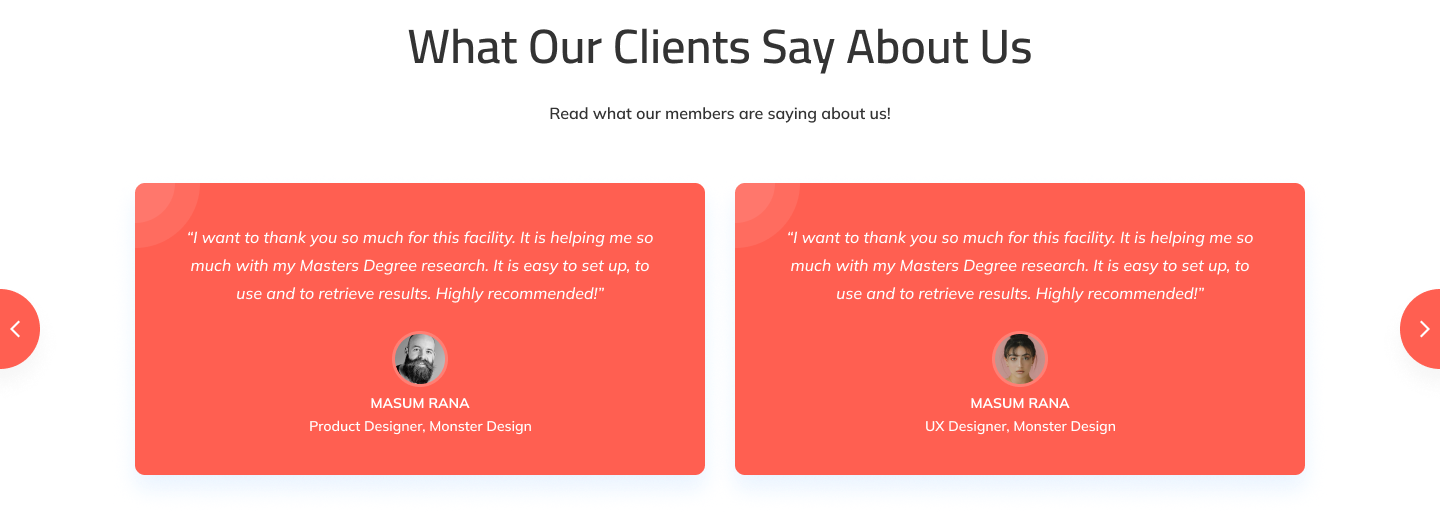 What Our Clients Say About Us
Read what our members are saying about us!
“I want to thank you so much for this facility. It is helping me so
much with my Masters Degree research. It is easy to set up, to
use and to retrieve results. Highly recommended!”
MASUM RANA
Product Designer, Monster Design
“I want to thank you so much for this facility. It is helping me so
much with my Masters Degree research. It is easy to set up, to
use and to retrieve results. Highly recommended!”
MASUM RANA
UX Designer, Monster Design